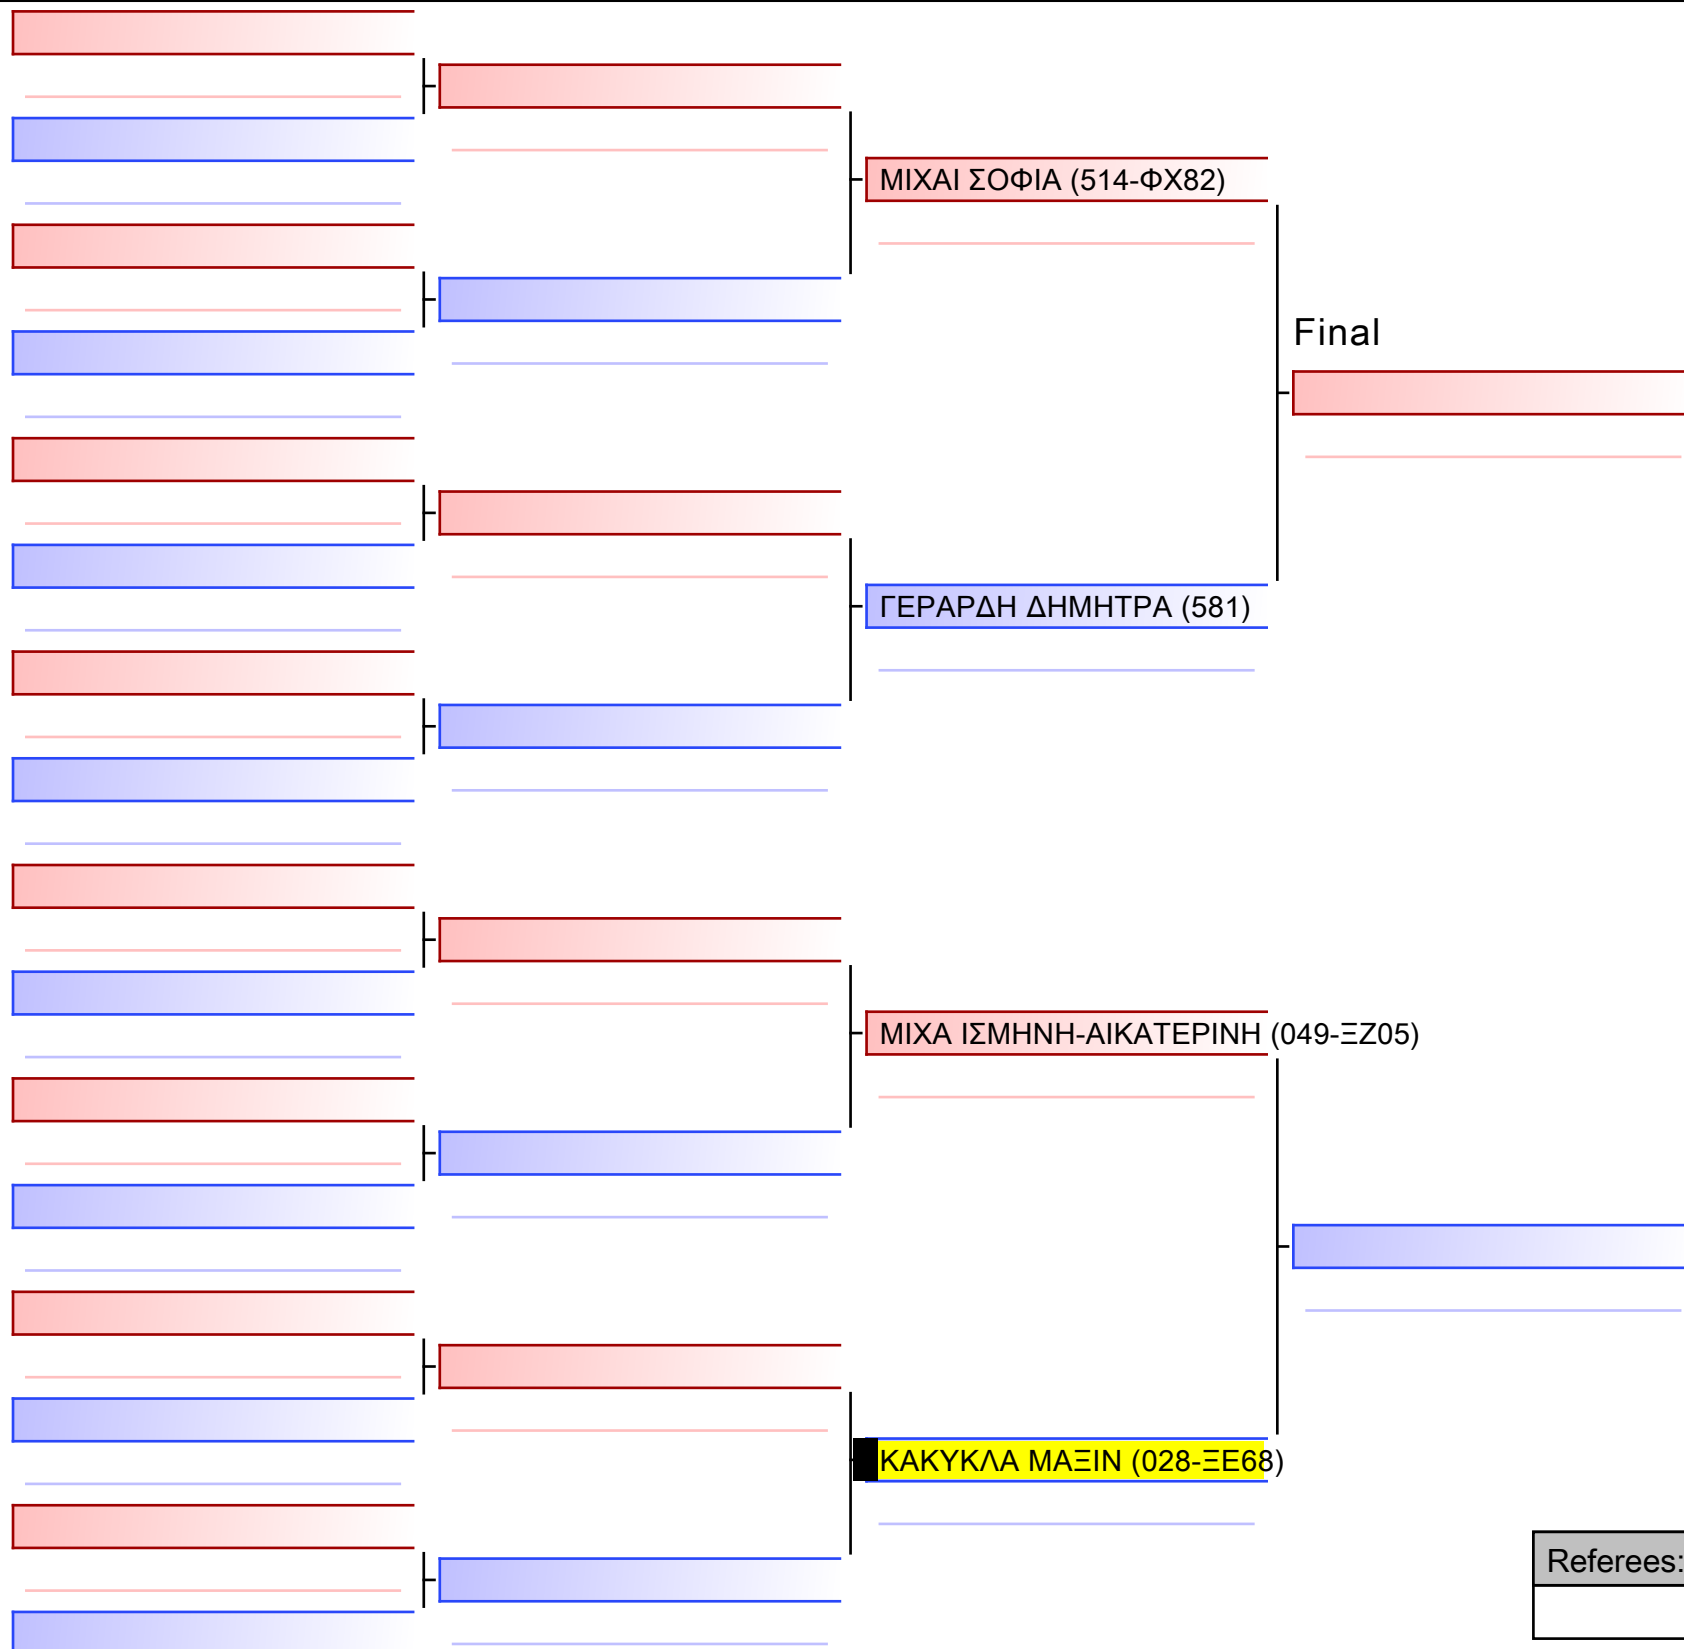 ΜΙΧΑΙ ΣΟΦΙΑ (514-ΦΧ82)
Final
ΓΕΡΑΡΔΗ ΔΗΜΗΤΡΑ (581)
ΜΙΧΑ ΙΣΜΗΝΗ-ΑΙΚΑΤΕΡΙΝΗ (049-ΞΖ05)
ΚΑΚΥΚΛΑ ΜΑΞΙΝ (028-ΞΕ68)
Referees: